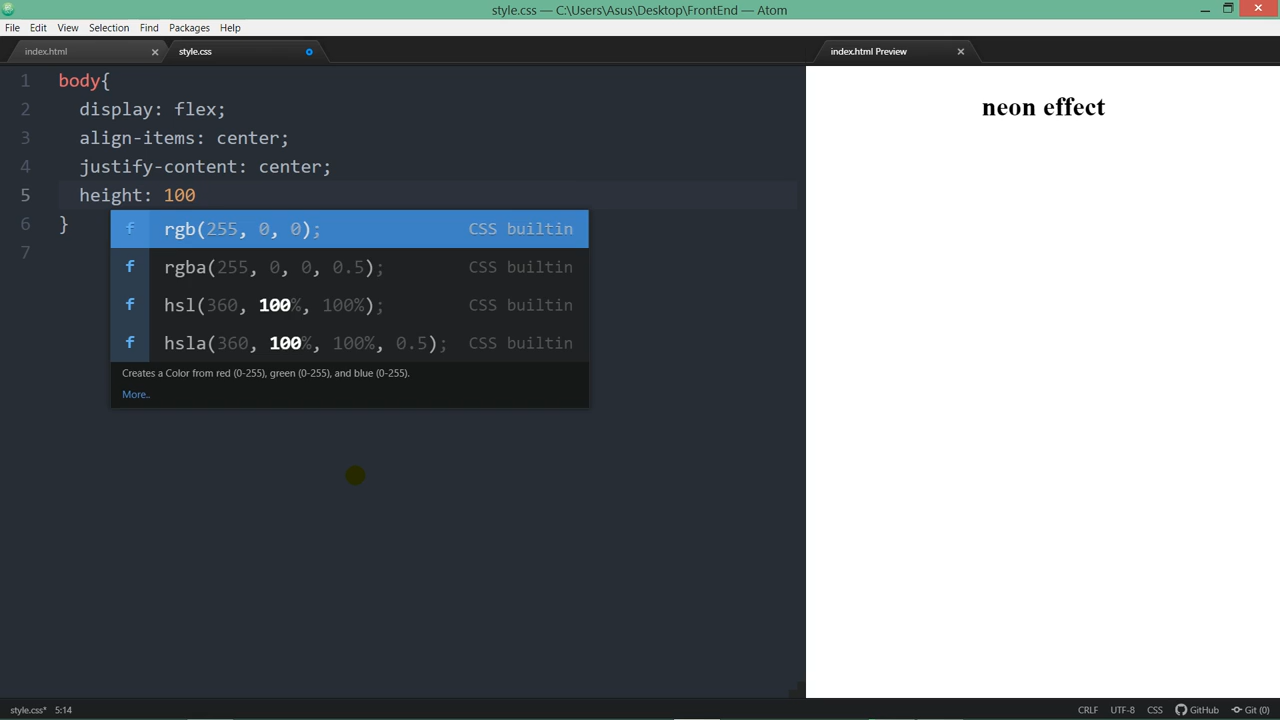 style.css — C:\Users\Asus\Desktop\FrontEnd — Atom
File Edit View Selection Find Packages Help
index.html style.css index.html Preview
1 body{
2 display: flex;
3 align-items: center;
4 justify-content: center;
5 height: 100
6 }
7
f rgb(255, 0, 0); CSS builtin
f rgba(255, 0, 0, 0.5); CSS builtin
f hsl(360, 100%, 100%); CSS builtin
f hsla(360, 100%, 100%, 0.5); CSS builtin
Creates a Color from red (0-255), green (0-255), and blue (0-255).
More..
neon effect
style.css* 5:14 CRLF UTF-8 CSS GitHub Git (0)